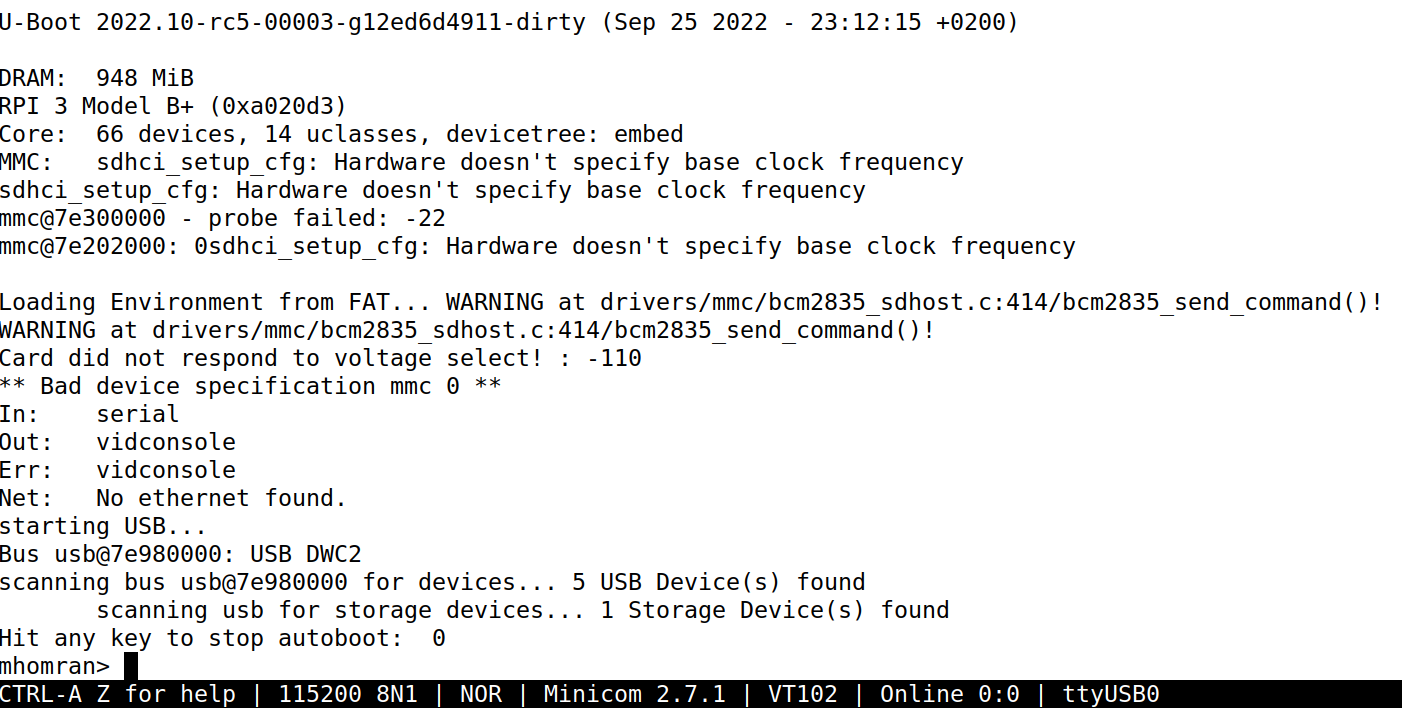 U-Boot 2022.10-rc5-00003-g12ed6d4911-dirty (Sep 25 2022 - 23:12:15 +0200)
DRAM:  948 MiB
RPI 3 Model B+ (0xa020d3)
Core:  66 devices, 14 uclasses, devicetree: embed
MMC:   sdhci_setup_cfg: Hardware doesn't specify base clock frequency
sdhci_setup_cfg: Hardware doesn't specify base clock frequency
mmc@7e300000 - probe failed: -22
mmc@7e202000: 0sdhci_setup_cfg: Hardware doesn't specify base clock frequency
Loading Environment from FAT... WARNING at drivers/mmc/bcm2835_sdhost.c:414/bcm2835_send_command()!
WARNING at drivers/mmc/bcm2835_sdhost.c:414/bcm2835_send_command()!
Card did not respond to voltage select! : -110
** Bad device specification mmc 0 **
In:    serial
Out:   vidconsole
Err:   vidconsole
Net:   No ethernet found.
starting USB...
Bus usb@7e980000: USB DWC2
scanning bus usb@7e980000 for devices... 5 USB Device(s) found
       scanning usb for storage devices... 1 Storage Device(s) found
Hit any key to stop autoboot:  0
mhomran>
CTRL-A Z for help | 115200 8N1 | NOR | Minicom 2.7.1 | VT102 | Online 0:0 | ttyUSB0